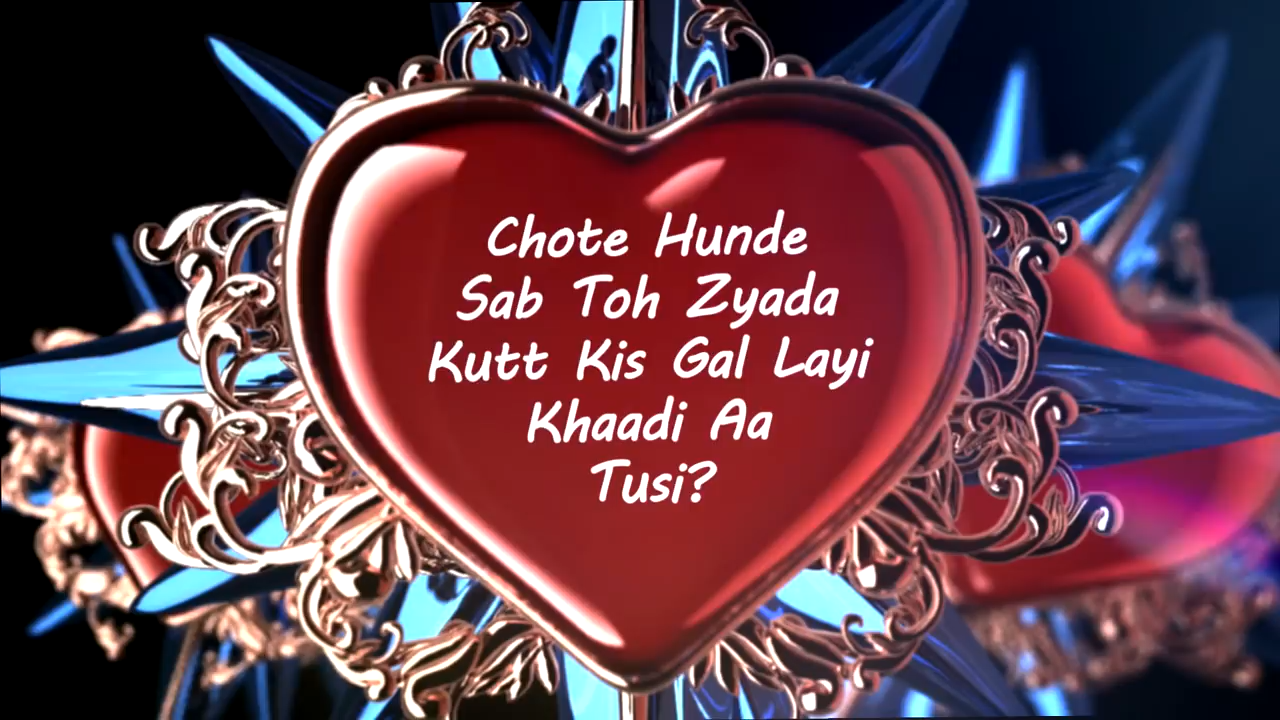 Chote Hunde
Sab Toh Zyada
Kutt Kis Gal Layi
Khaadi Aa
Tusi?